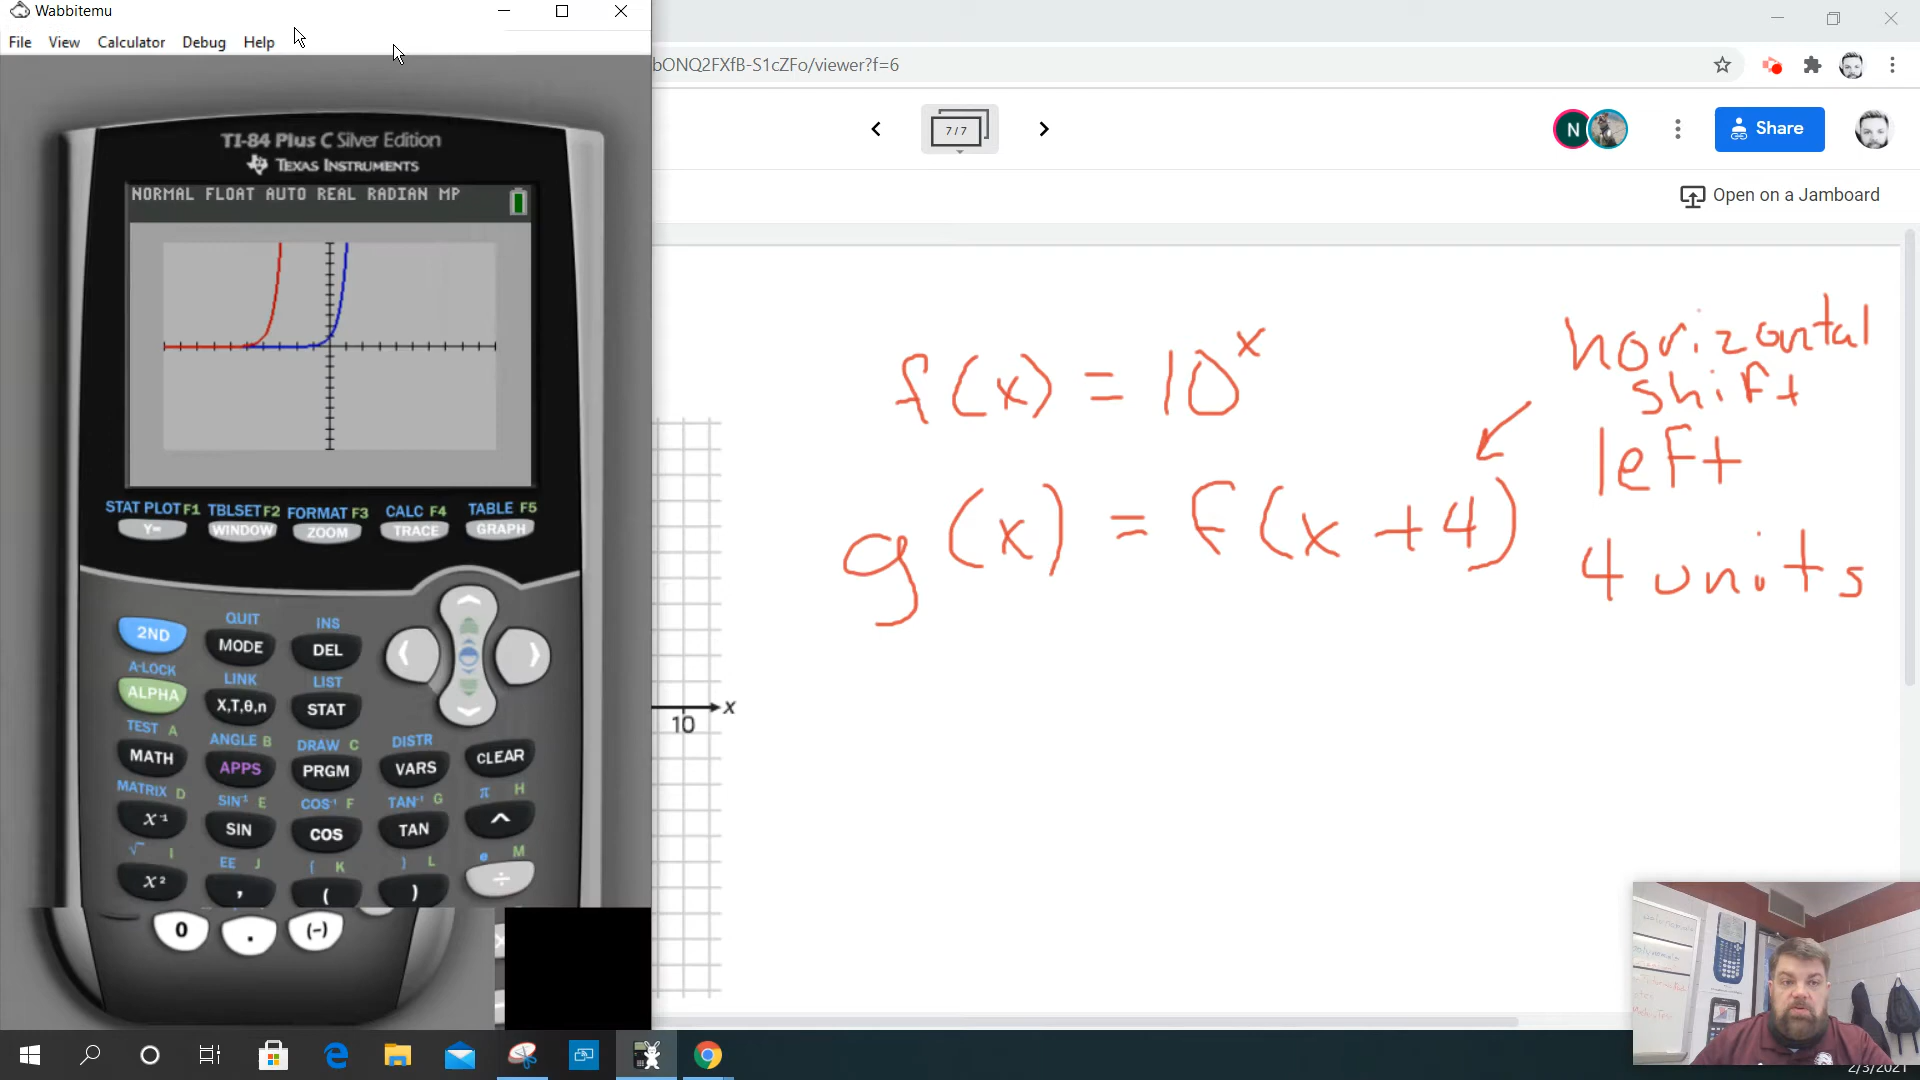 Wabbitemu
File View Calculator Debug Help
bONQ2FXfB-S1cZFo/viewer?f=6
7 / 7
N
Share
Open on a Jamboard
TI-84 Plus C Silver Edition
TEXAS INSTRUMENTS
NORMAL FLOAT AUTO REAL RADIAN MP
STAT PLOT F1 TBLSET F2 FORMAT F3 CALC F4 TABLE F5
Y= WINDOW ZOOM TRACE GRAPH
QUIT INS
2ND MODE DEL
A-LOCK LINK LIST
ALPHA X,T,θ,n STAT
TEST A ANGLE B DRAW C DISTR
MATH APPS PRGM VARS CLEAR
MATRIX D SIN⁻¹ E COS⁻¹ F TAN⁻¹ G π H
x⁻¹ SIN COS TAN ^
√ I EE J { K } L e M
x² , ( ) ÷
0 . (-)
f(x) = 10^x
g(x) = f(x + 4)
horizontal
shift
left
4 units
10 x
2/3/2021